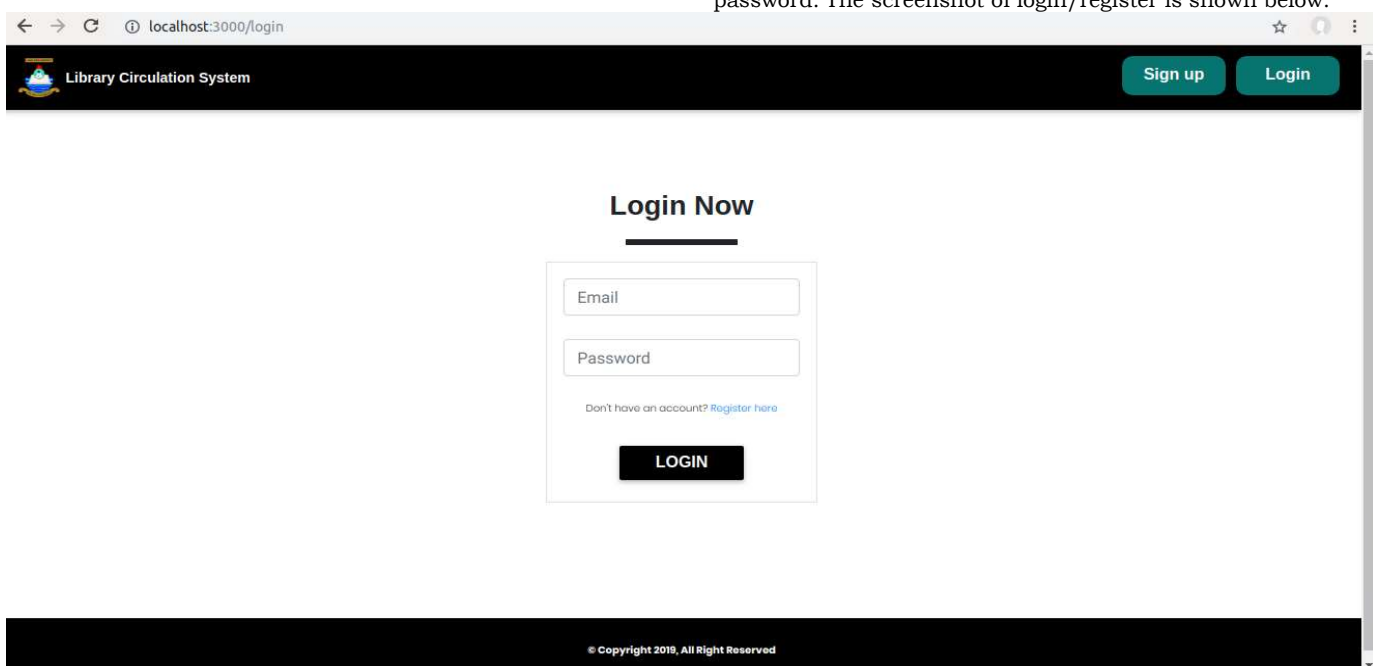 password. The screenshot of login/register is shown below.
localhost:3000/login
Library Circulation System
Sign up
Login
Login Now
Email
Password
Don't have an account? Register here
LOGIN
© Copyright 2019, All Right Reserved